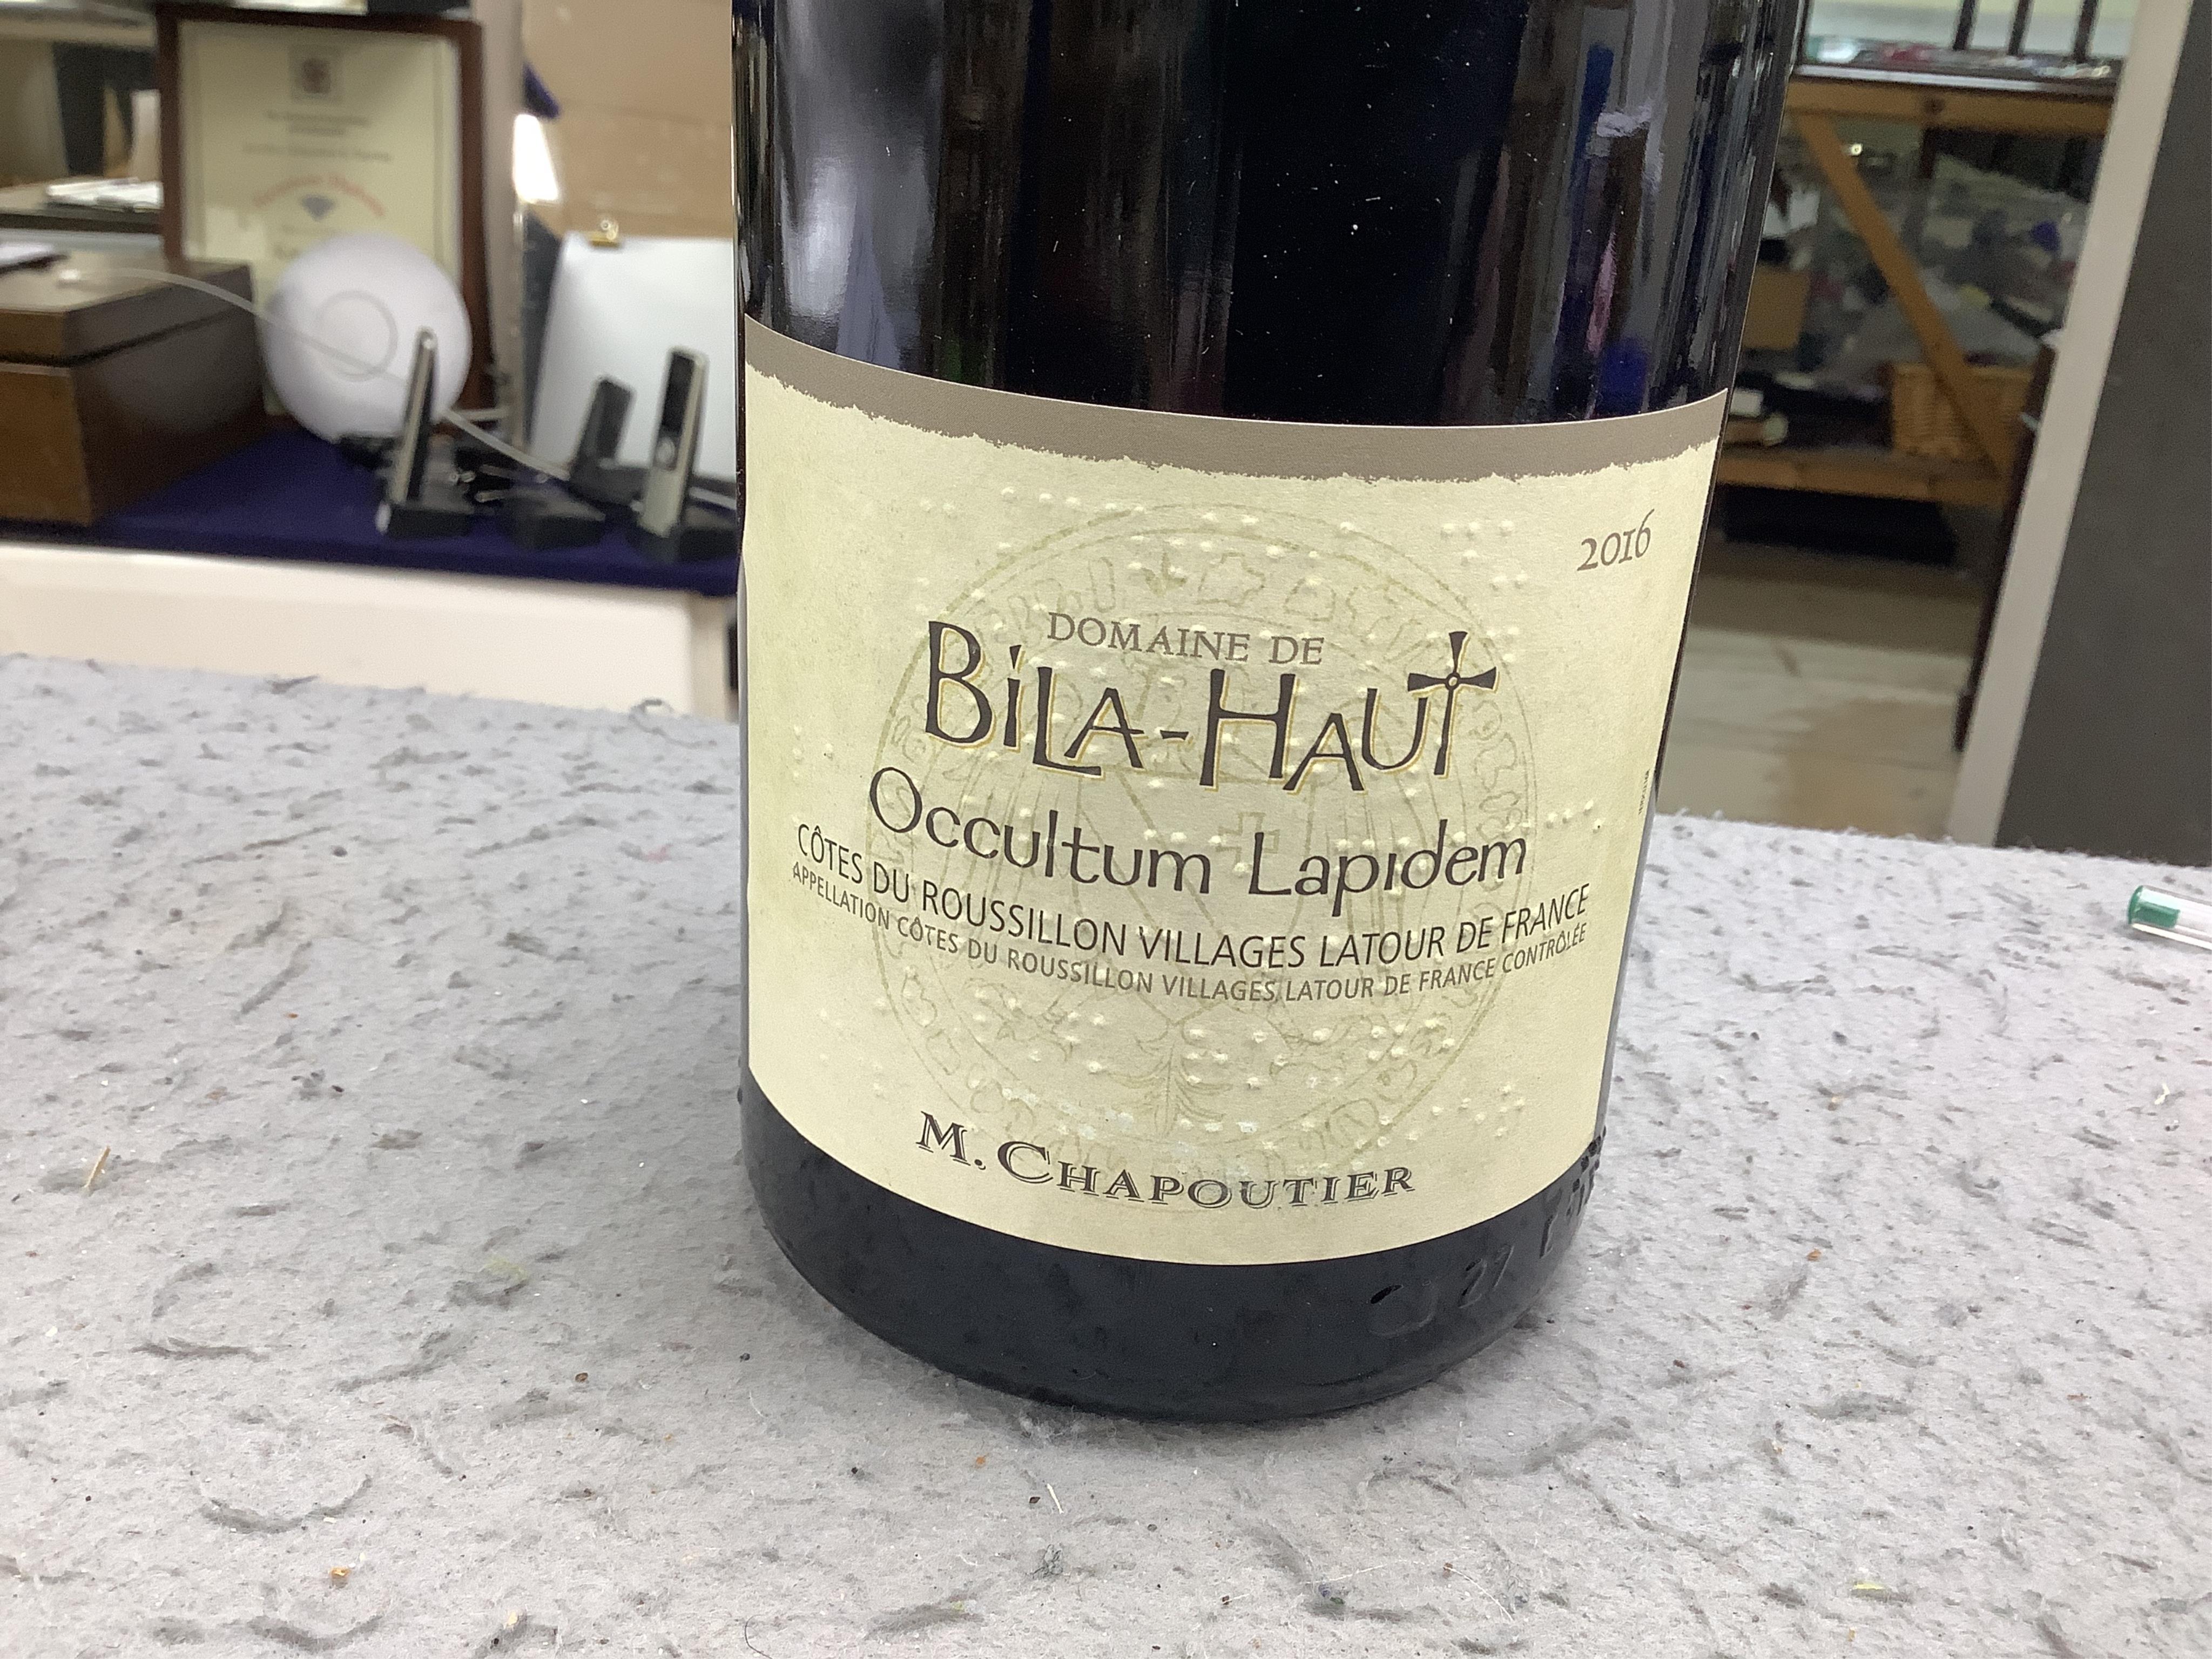 2016
DOMAINE DE
BiLA-HAUT
Occultum Lapidem
CÔTES DU ROUSSILLON VILLAGES LATOUR DE FRANCE
APPELLATION CÔTES DU ROUSSILLON VILLAGES LATOUR DE FRANCE CONTRÔLÉE
M. CHAPOUTIER